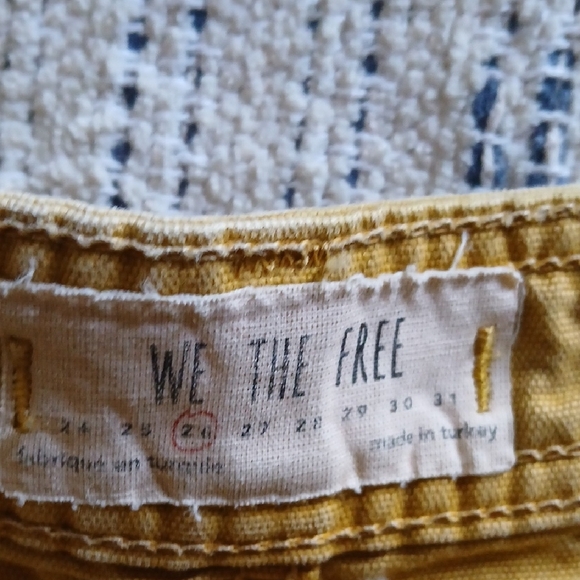 WE THE FREE
24 25 26 27 28 29 30 31
made in turkey
fabriqué en turquie